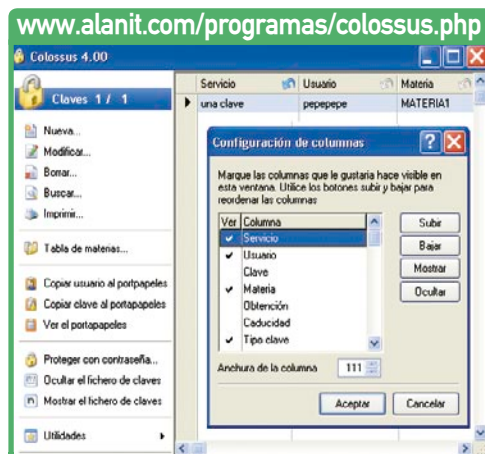 www.alanit.com/programas/colossus.php
Colossus 4.00
Claves 1 / 1
Nueva...
Modificar...
Borrar...
Buscar...
Imprimir...
Tabla de materias...
Copiar usuario al portpapeles
Copiar clave al portapapeles
Ver el portapapeles
Proteger con contraseña...
Ocultar el fichero de claves
Mostrar el fichero de claves
Utilidades
Servicio Usuario Materia
una clave pepepepe MATERIA1
Configuración de columnas
Marque las columnas que le gustaria hace visible en
esta ventana. Utilice los botones subir y bajar para
reordenar las columnas
Ver Columna
Servicio
Usuario
Clave
Materia
Obtención
Caducidad
Tipo clave
Subir
Bajar
Mostrar
Ocultar
Anchura de la columna 111
Aceptar Cancelar